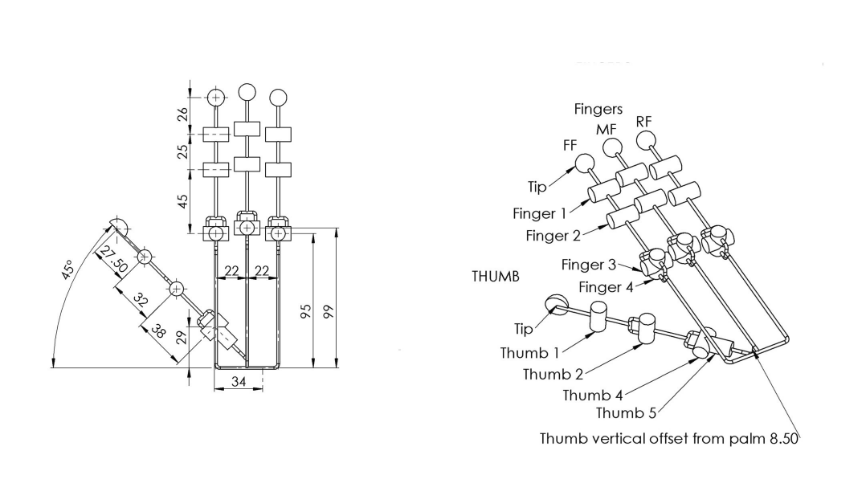 26
25
45
45°
27.50
32
38
29
22
22
95
99
34
Fingers
MF
RF
FF
Tip
Finger 1
Finger 2
Finger 3
Finger 4
THUMB
Tip
Thumb 1
Thumb 2
Thumb 4
Thumb 5
Thumb vertical offset from palm 8.50